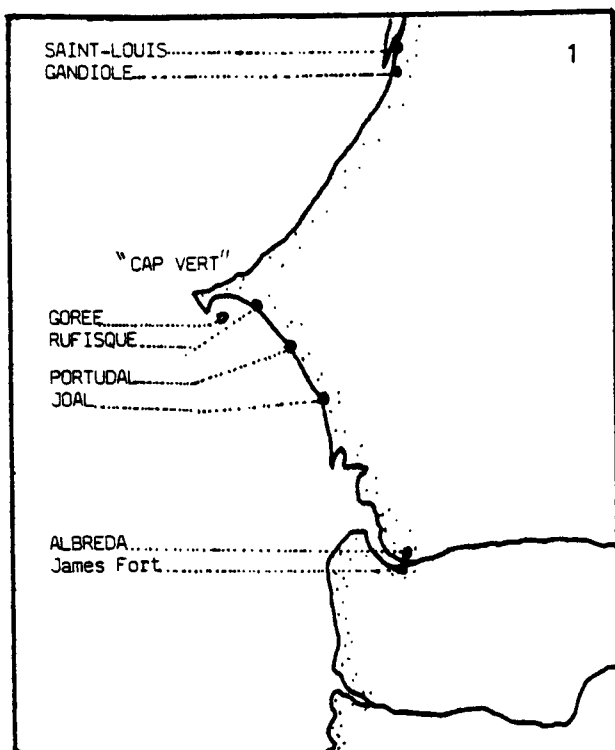 SAINT-LOUIS
1
GANDIOLE
"CAP VERT"
GOREE
RUFISQUE
PORTUDAL
JOAL
ALBREDA
James Fort